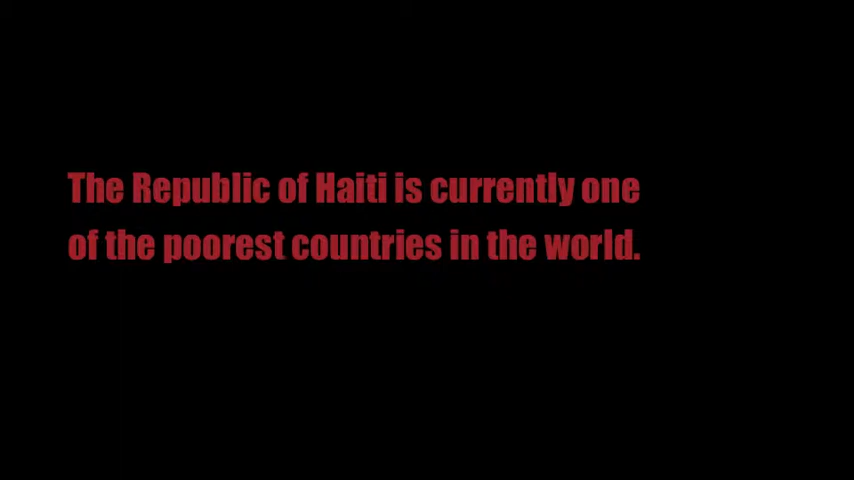 The Republic of Haiti is currently one
of the poorest countries in the world.